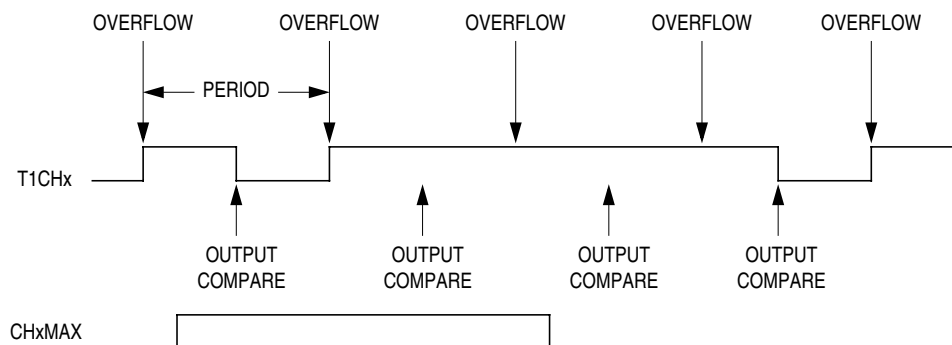 OVERFLOW OVERFLOW OVERFLOW OVERFLOW OVERFLOW
PERIOD
T1CHx
OUTPUT COMPARE
OUTPUT COMPARE
OUTPUT COMPARE
OUTPUT COMPARE
CHxMAX